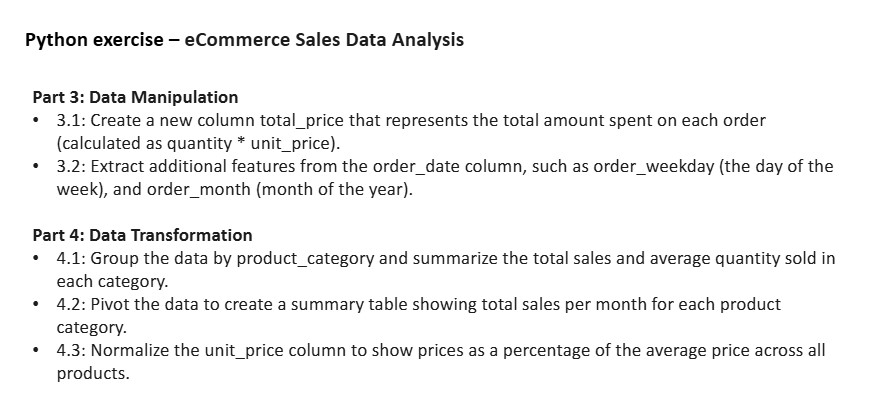 Python exercise – eCommerce Sales Data Analysis
Part 3: Data Manipulation
• 3.1: Create a new column total_price that represents the total amount spent on each order
(calculated as quantity * unit_price).
• 3.2: Extract additional features from the order_date column, such as order_weekday (the day of the
week), and order_month (month of the year).
Part 4: Data Transformation
• 4.1: Group the data by product_category and summarize the total sales and average quantity sold in
each category.
• 4.2: Pivot the data to create a summary table showing total sales per month for each product
category.
• 4.3: Normalize the unit_price column to show prices as a percentage of the average price across all
products.